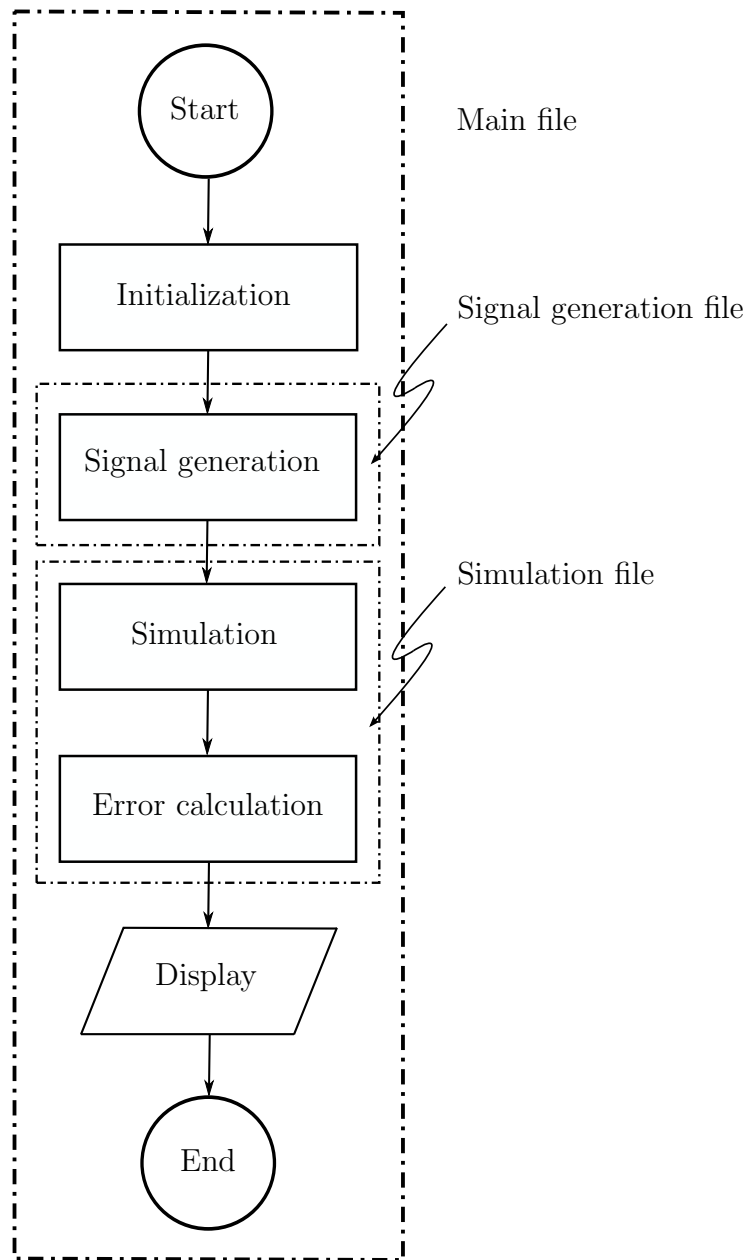 Start
Main file
Initialization
Signal generation file
Signal generation
Simulation file
Simulation
Error calculation
Display
End